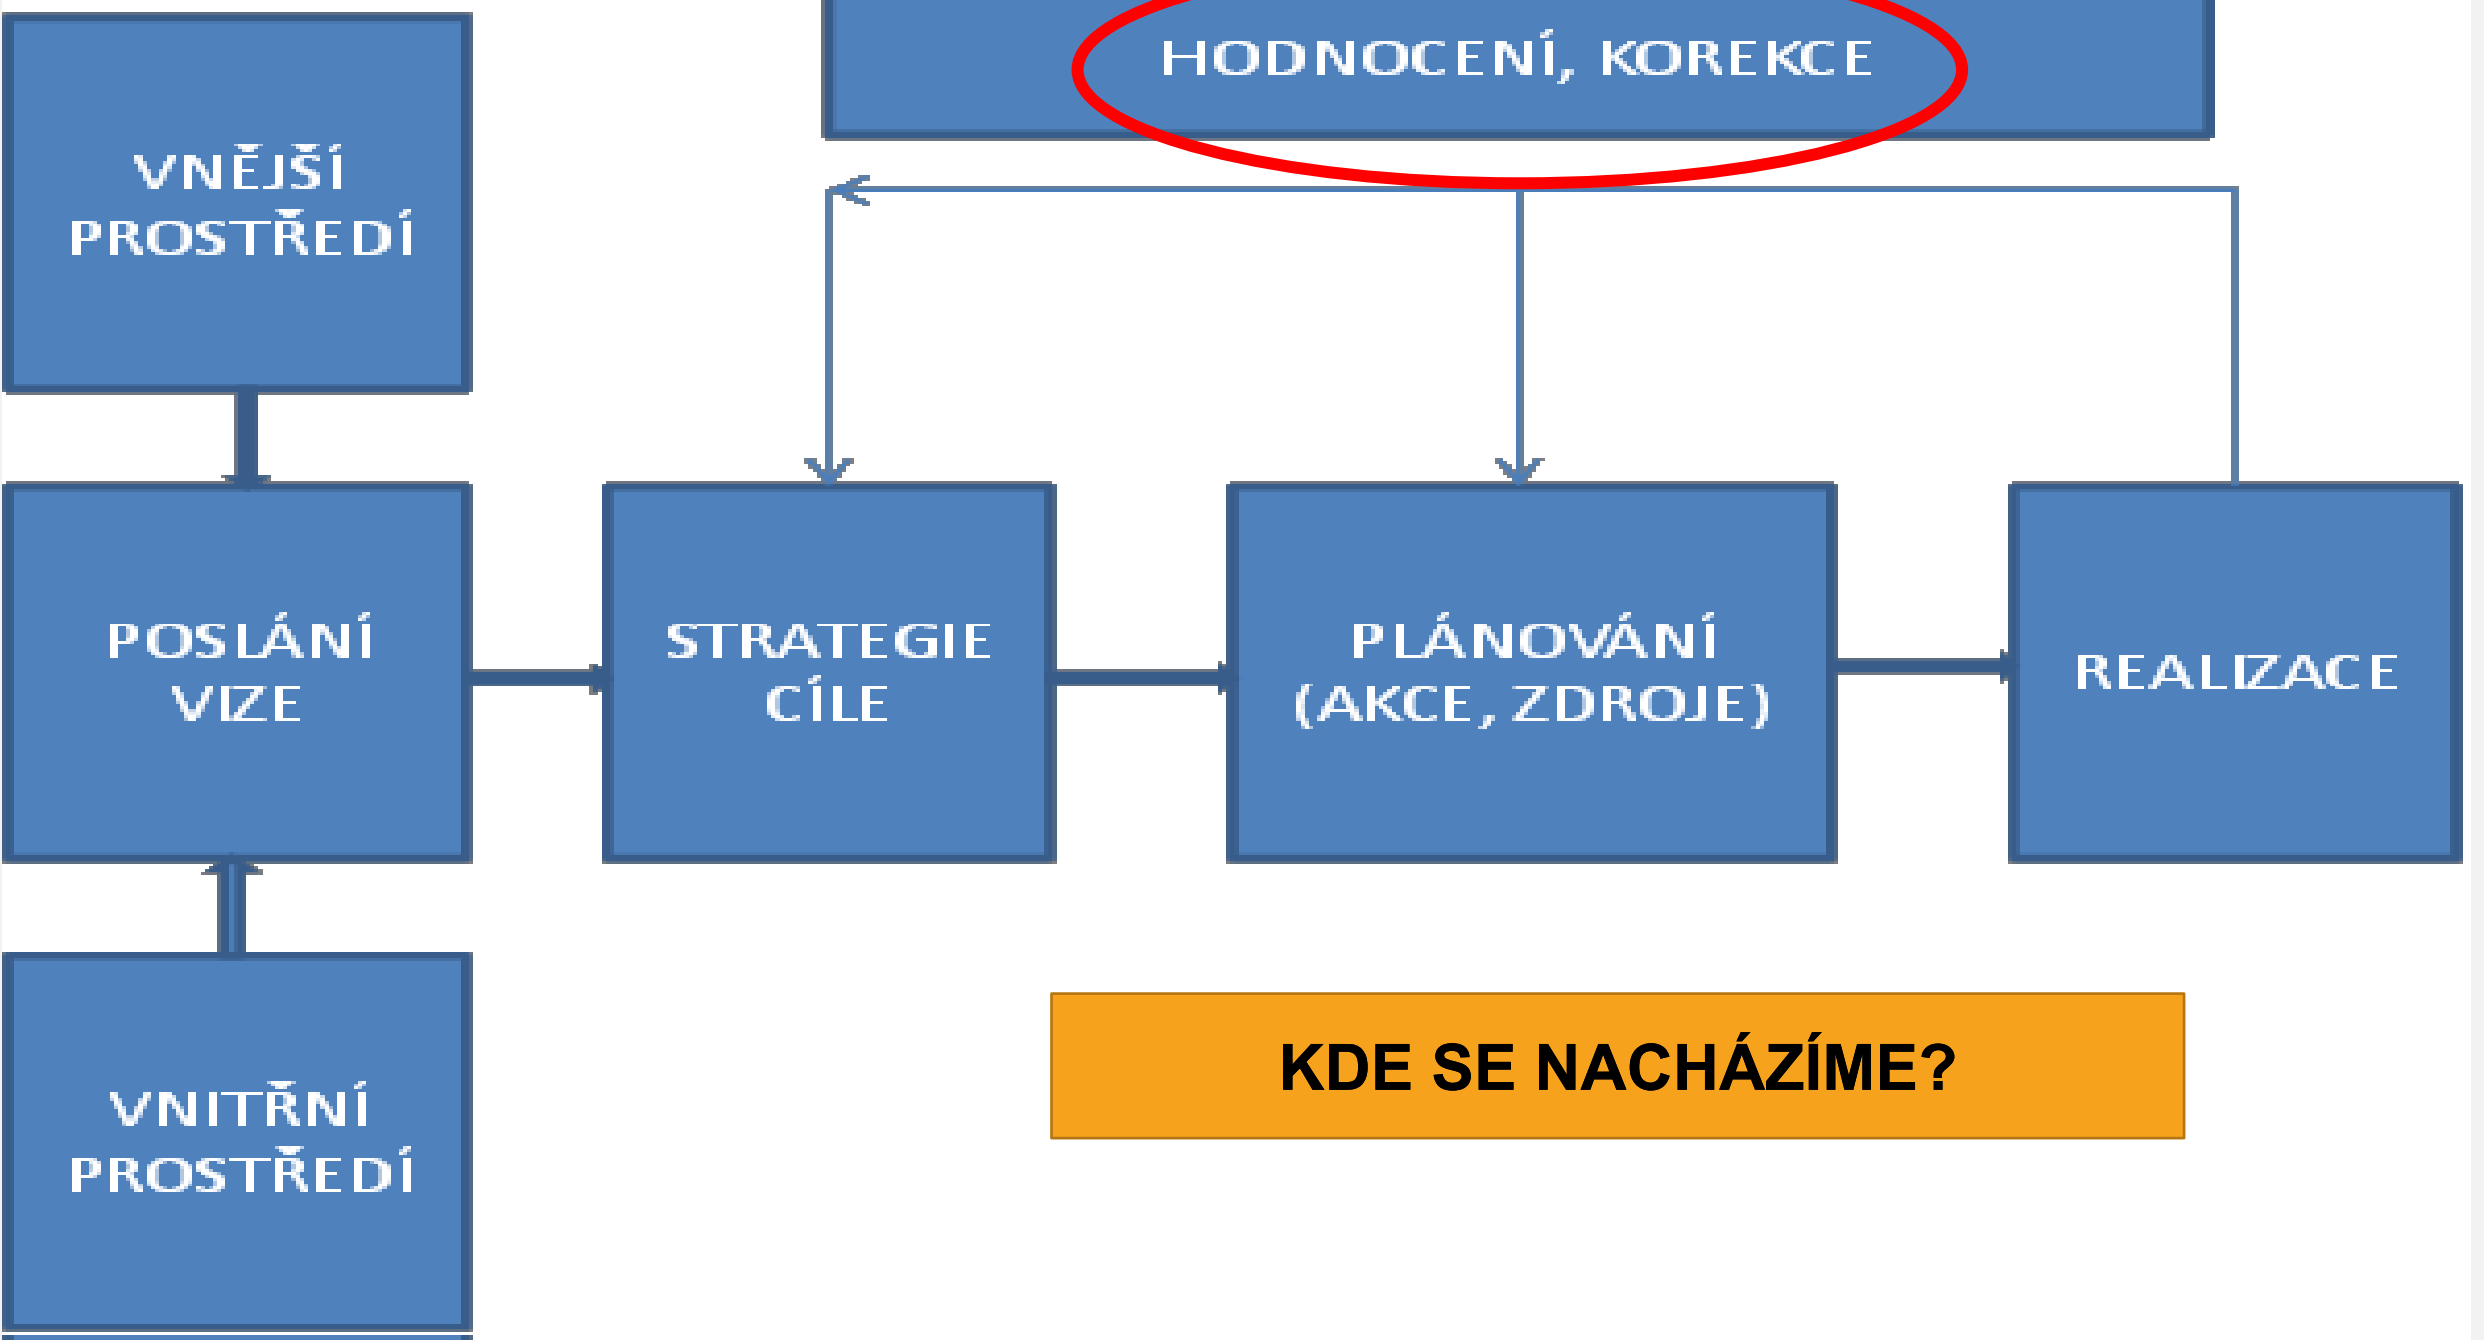 HODNOCENÍ, KOREKCE
VNĚJŠÍ
PROSTŘEDÍ
POSLÁNÍ
VIZE
STRATEGIE
CÍLE
PLÁNOVÁNÍ
(AKCE, ZDROJE)
REALIZACE
VNITŘNÍ
PROSTŘEDÍ
KDE SE NACHÁZÍME?